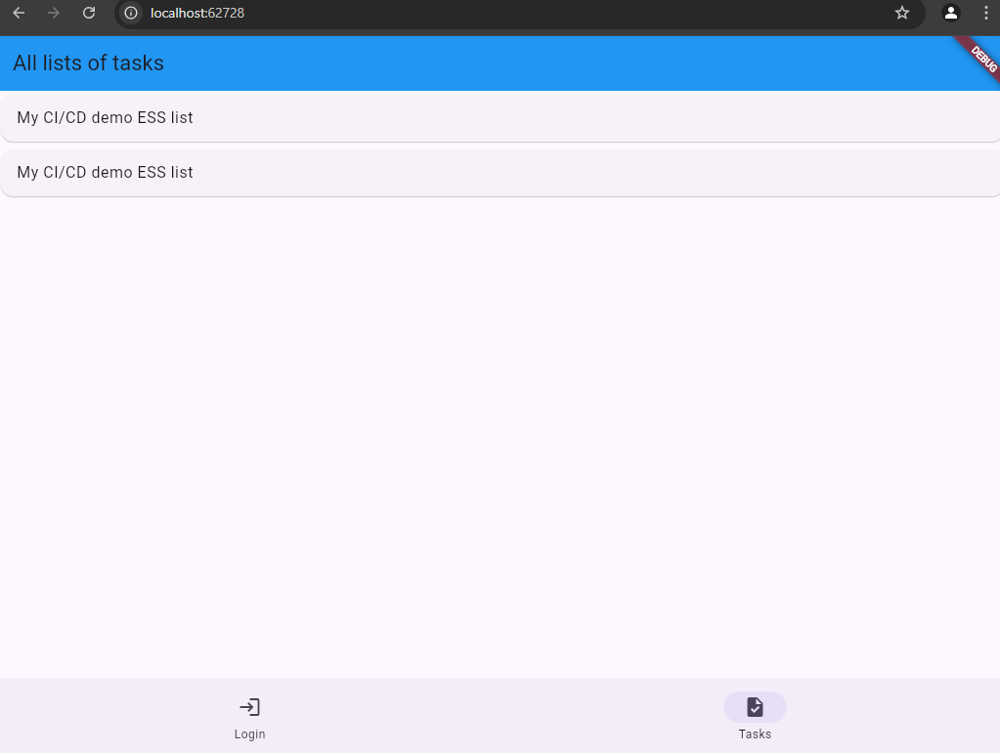 localhost:62728
All lists of tasks
DEBUG
My CI/CD demo ESS list
My CI/CD demo ESS list
Login
Tasks